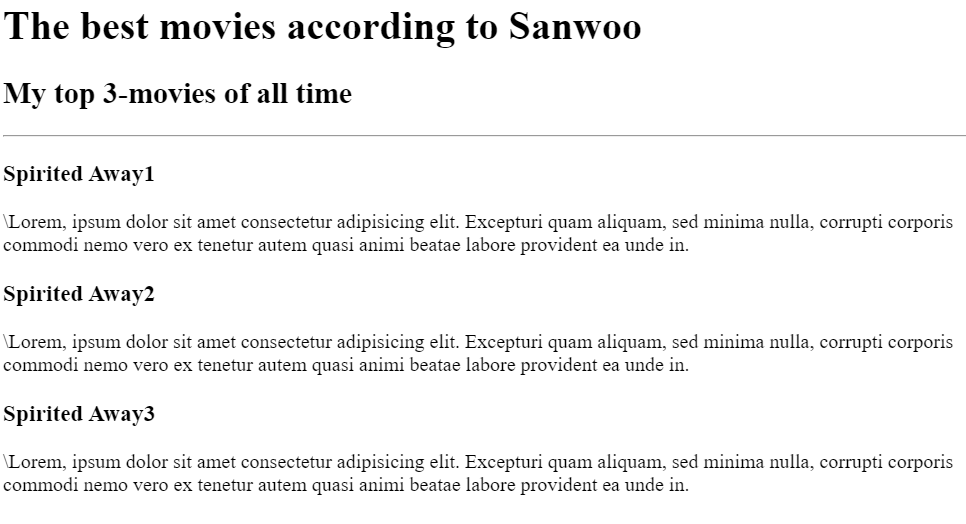 The best movies according to Sanwoo
My top 3-movies of all time
Spirited Away1
\Lorem, ipsum dolor sit amet consectetur adipisicing elit. Excepturi quam aliquam, sed minima nulla, corrupti corporis
commodi nemo vero ex tenetur autem quasi animi beatae labore provident ea unde in.
Spirited Away2
\Lorem, ipsum dolor sit amet consectetur adipisicing elit. Excepturi quam aliquam, sed minima nulla, corrupti corporis
commodi nemo vero ex tenetur autem quasi animi beatae labore provident ea unde in.
Spirited Away3
\Lorem, ipsum dolor sit amet consectetur adipisicing elit. Excepturi quam aliquam, sed minima nulla, corrupti corporis
commodi nemo vero ex tenetur autem quasi animi beatae labore provident ea unde in.